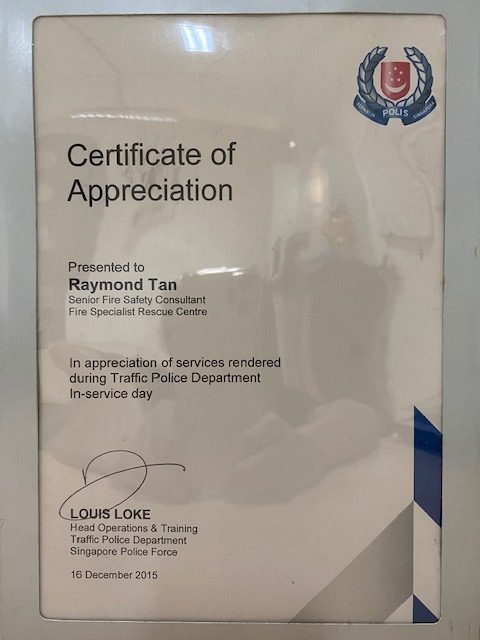 REPUBLIK POLIS SINGAPURA
Certificate of
Appreciation
Presented to
Raymond Tan
Senior Fire Safety Consultant
Fire Specialist Rescue Centre
In appreciation of services rendered
during Traffic Police Department
In-service day
LOUIS LOKE
Head Operations & Training
Traffic Police Department
Singapore Police Force
16 December 2015